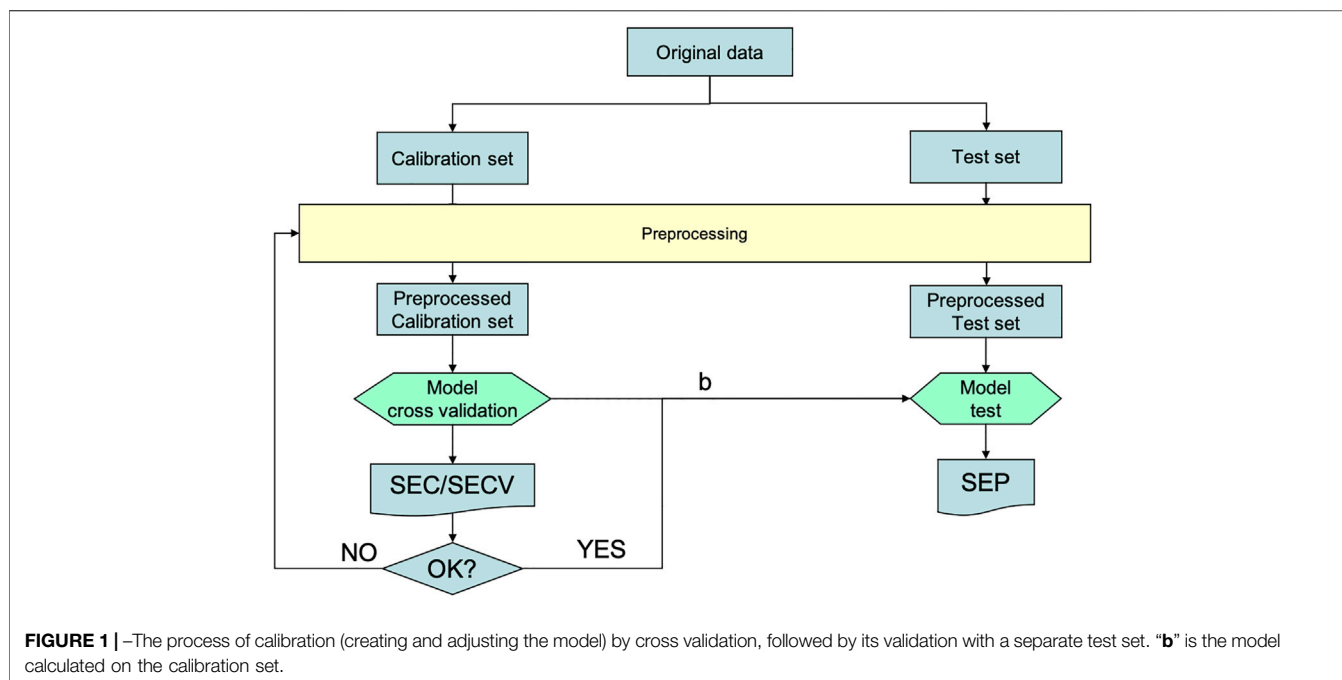 Original data
Calibration set
Test set
Preprocessing
Preprocessed
Calibration set
Preprocessed
Test set
Model
cross validation
b
Model
test
SEC/SECV
SEP
NO
OK?
YES
FIGURE 1 | –The process of calibration (creating and adjusting the model) by cross validation, followed by its validation with a separate test set. “b” is the model
calculated on the calibration set.